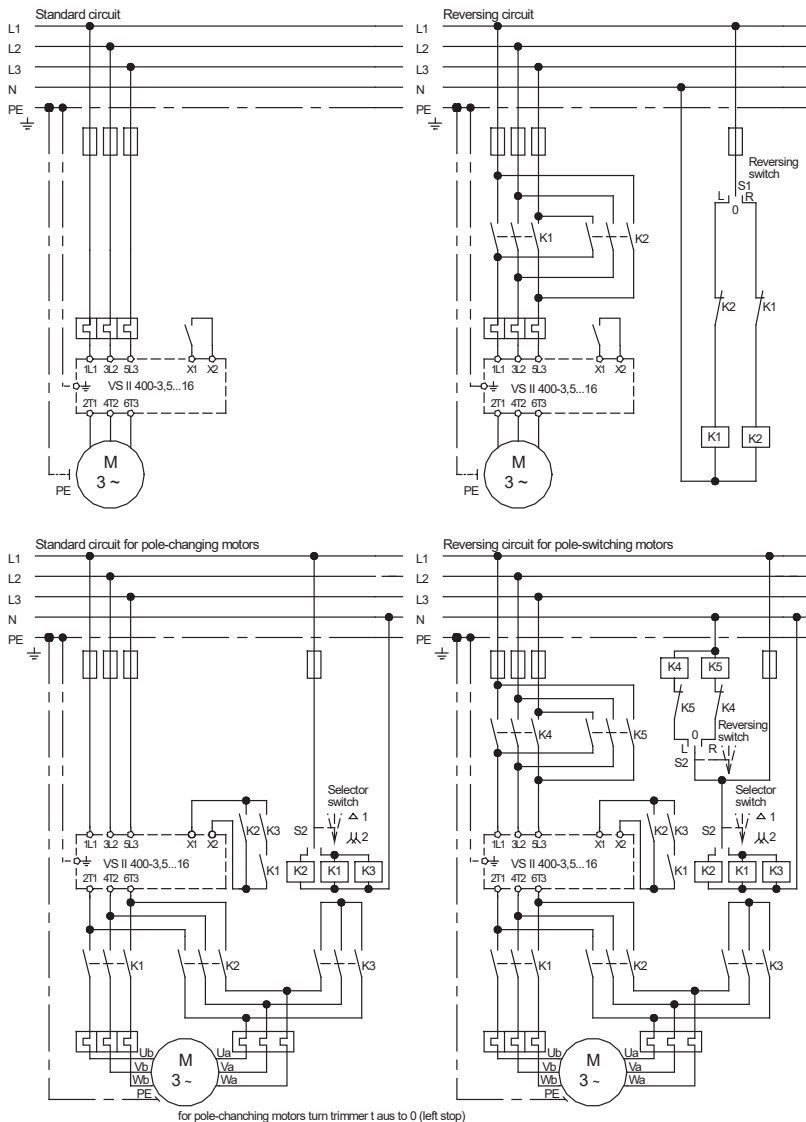 Standard circuit
L1
L2
L3
N
PE
1L1 3L2 5L3 X1 X2
VS II 400-3,5...16
2T1 4T2 6T3
M
3 ~
PE
Reversing circuit
L1
L2
L3
N
PE
Reversing
switch
S1
L R
0
K1 K2
K2 K1
1L1 3L2 5L3 X1 X2
VS II 400-3,5...16
2T1 4T2 6T3
K1 K2
M
3 ~
PE
Standard circuit for pole-changing motors
L1
L2
L3
N
PE
Selector
switch
1
S2 2
K2 K3
K1
1L1 3L2 5L3 X1 X2
VS II 400-3,5...16
2T1 4T2 6T3
K2 K1 K3
K1 K2 K3
Ub Ua
Vb Va
Wb Wa
M
3 ~
PE
Reversing circuit for pole-switching motors
L1
L2
L3
N
PE
K4 K5
K5 K4
Reversing
switch
0
L R
S2
K4 K5
Selector
switch
1
S2 2
K2 K3
K1
1L1 3L2 5L3 X1 X2
VS II 400-3,5...16
2T1 4T2 6T3
K2 K1 K3
K1 K2 K3
Ub Ua
Vb Va
Wb Wa
M
3 ~
PE
for pole-chanching motors turn trimmer t aus to 0 (left stop)